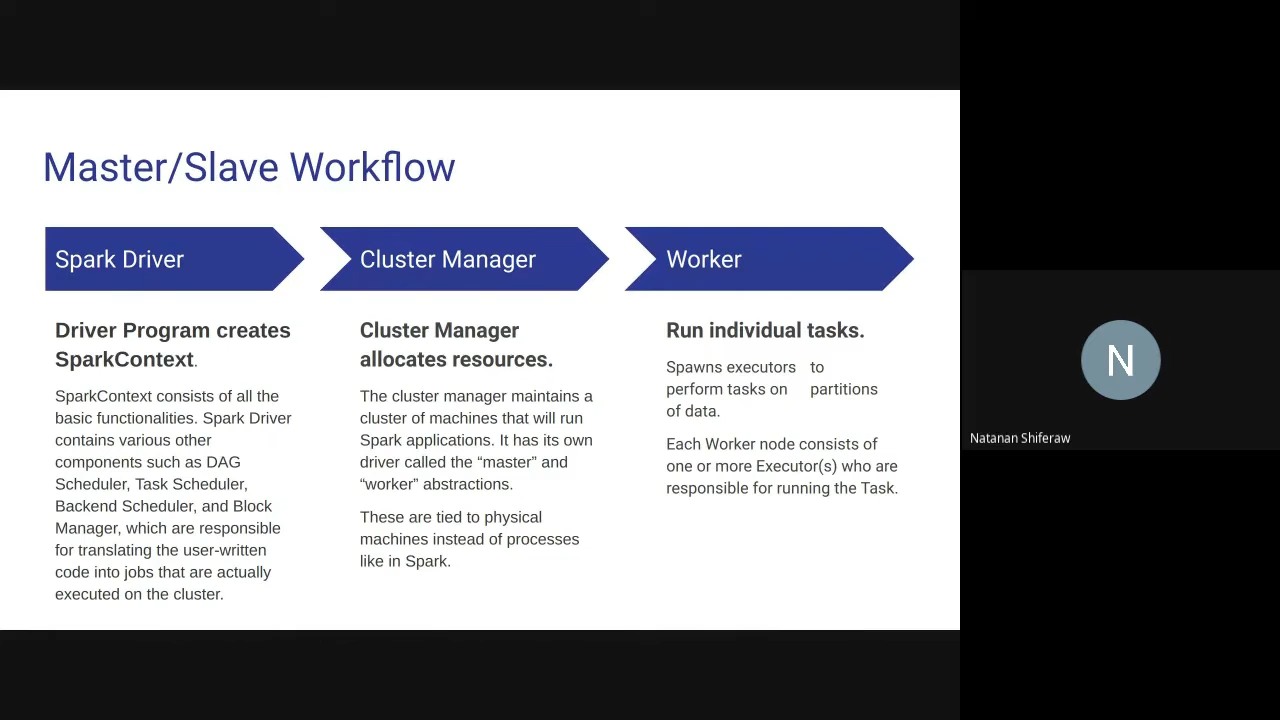 Master/Slave Workflow
Spark Driver
Cluster Manager
Worker
Driver Program creates
SparkContext.
SparkContext consists of all the
basic functionalities. Spark Driver
contains various other
components such as DAG
Scheduler, Task Scheduler,
Backend Scheduler, and Block
Manager, which are responsible
for translating the user-written
code into jobs that are actually
executed on the cluster.
Cluster Manager
allocates resources.
The cluster manager maintains a
cluster of machines that will run
Spark applications. It has its own
driver called the “master” and
“worker” abstractions.
These are tied to physical
machines instead of processes
like in Spark.
Run individual tasks.
Spawns executors to
perform tasks on partitions
of data.
Each Worker node consists of
one or more Executor(s) who are
responsible for running the Task.
N
Natanan Shiferaw